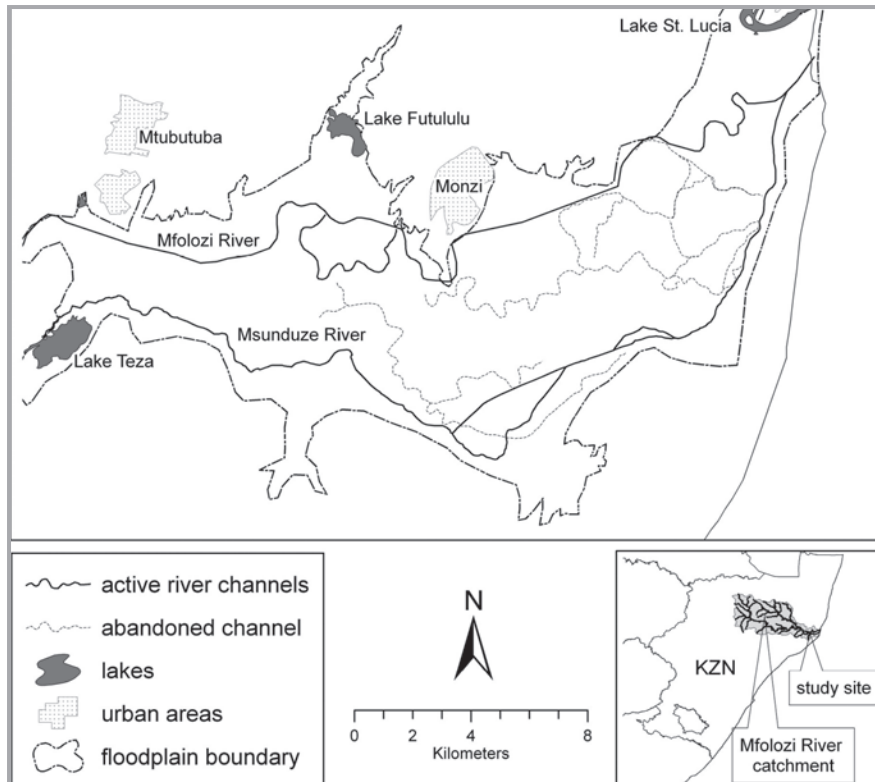 Lake St. Lucia
Lake Futululu
Mtubutuba
Monzi
Mfolozi River
Msunduze River
Lake Teza
active river channels
abandoned channel
lakes
urban areas
floodplain boundary
N
0 2 4 8
Kilometers
KZN
study site
Mfolozi River
catchment